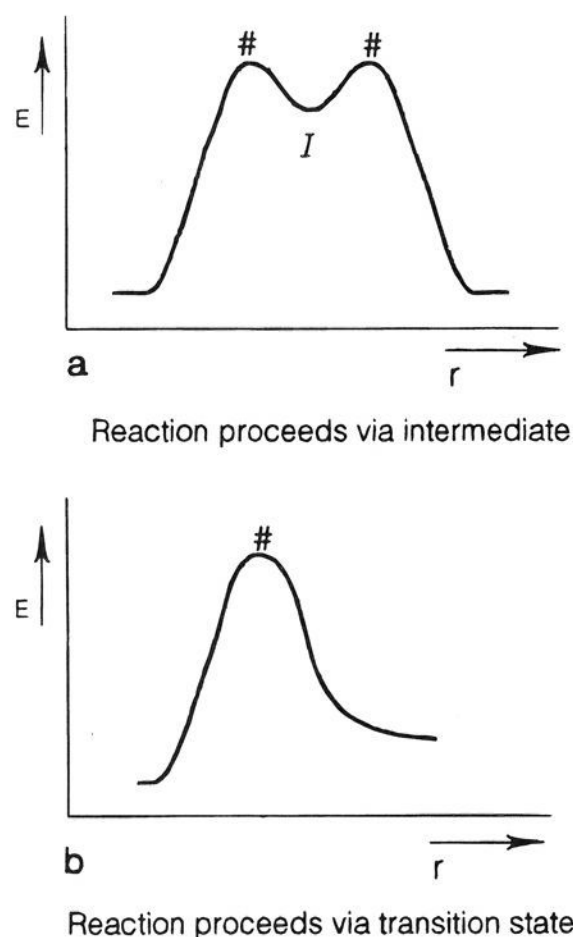 # #
E
I
a
r
Reaction proceeds via intermediate
#
E
b
r
Reaction proceeds via transition state